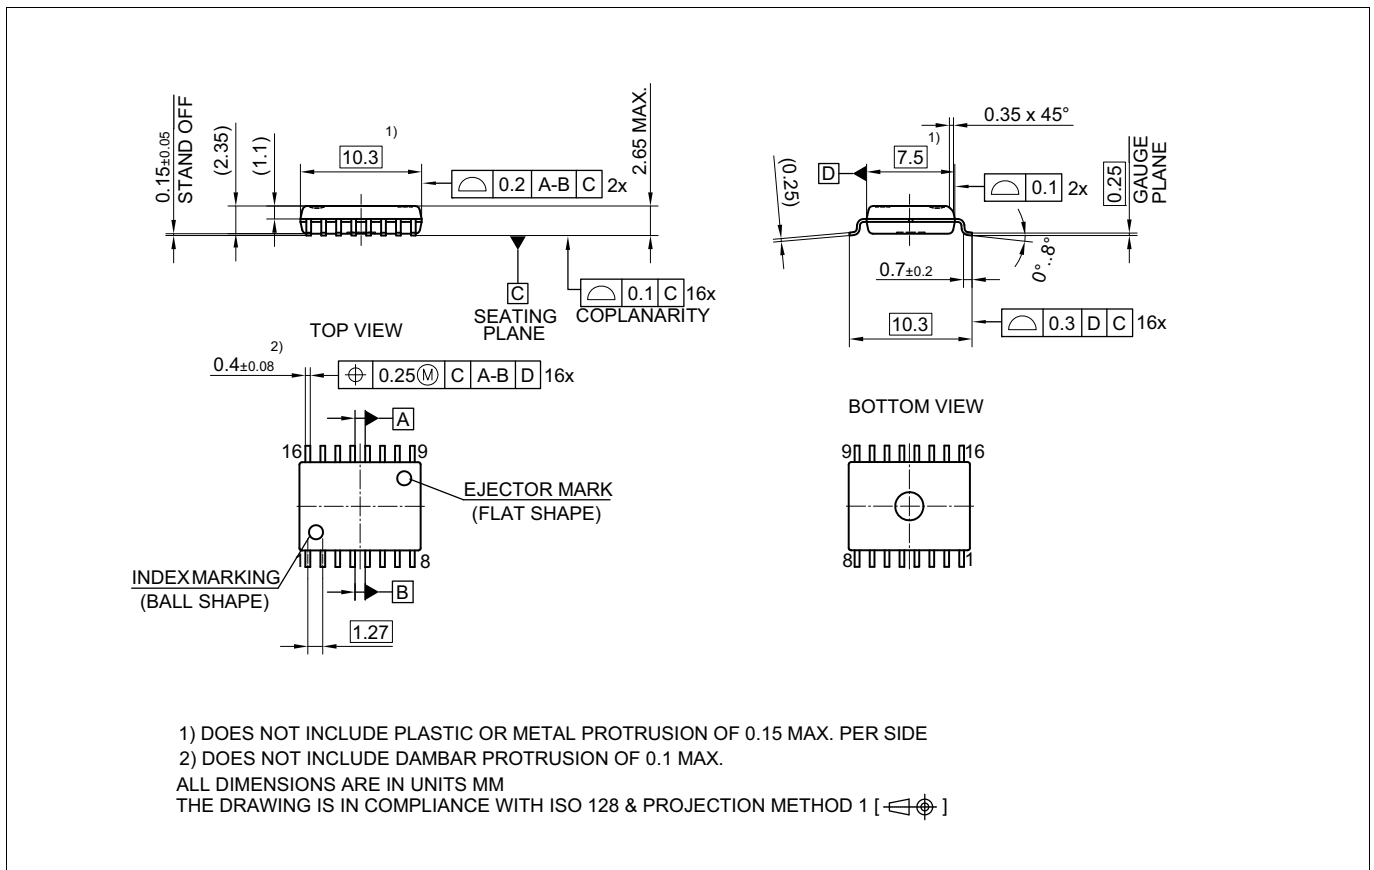 0.15±0.05
STAND OFF
(2.35)
(1.1)
1)
10.3
0.2 A-B C 2x
2.65 MAX.
C
SEATING
PLANE
0.1 C 16x
COPLANARITY
0.35 x 45°
1)
7.5
D
(0.25)
0.1 2x
0.25
GAUGE
PLANE
0°..8°
0.7±0.2
10.3
0.3 D C 16x
TOP VIEW
2)
0.4±0.08
0.25 Ⓜ C A-B D 16x
A
16 9
EJECTOR MARK
(FLAT SHAPE)
1 8
INDEX MARKING
(BALL SHAPE)
B
1.27
BOTTOM VIEW
9 16
8 1
1) DOES NOT INCLUDE PLASTIC OR METAL PROTRUSION OF 0.15 MAX. PER SIDE
2) DOES NOT INCLUDE DAMBAR PROTRUSION OF 0.1 MAX.
ALL DIMENSIONS ARE IN UNITS MM
THE DRAWING IS IN COMPLIANCE WITH ISO 128 & PROJECTION METHOD 1 [ ]